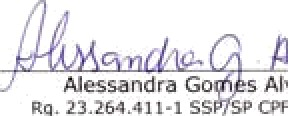 Alessandra G. A
Alessandra Gomes Alv
Rg. 23.264.411-1 SSP/SP CPF